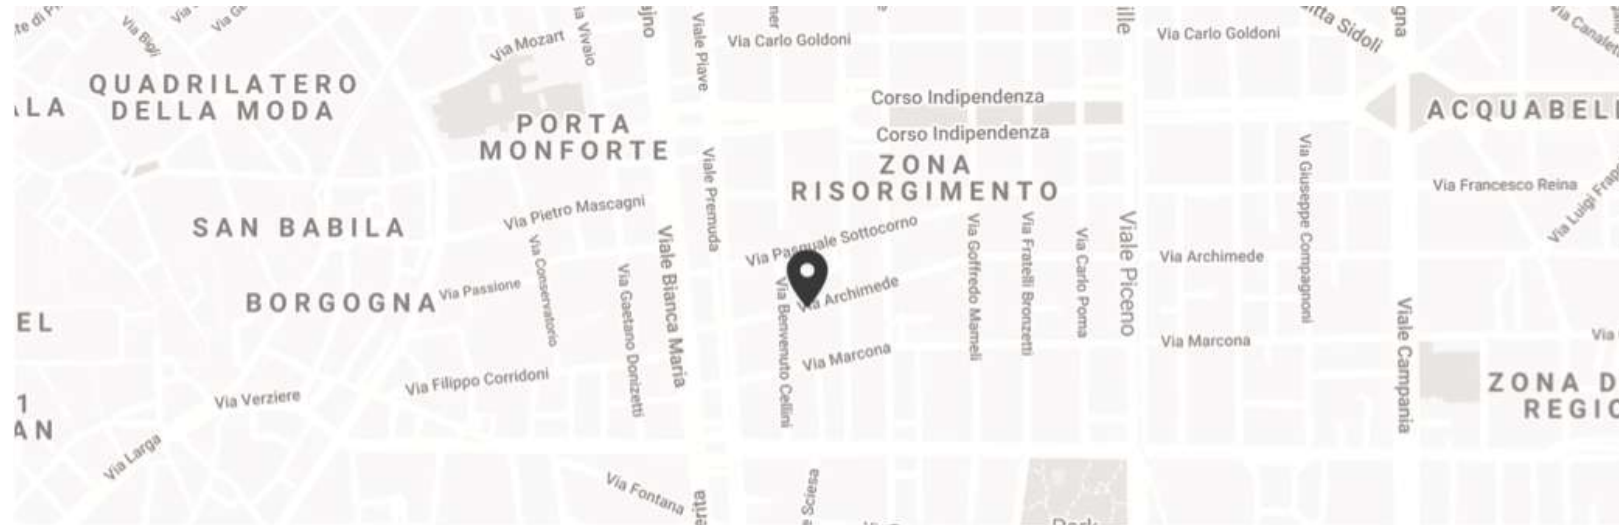 Via Bigli
Via Mozart
Via Vivaio
Viale Piave
Via Carlo Goldoni
Via Carlo Goldoni
QUADRILATERO
DELLA MODA
PORTA
MONFORTE
Corso Indipendenza
Corso Indipendenza
ZONA
RISORGIMENTO
Via Francesco Reina
Via Giuseppe Compagnoni
Viale Premuda
SAN BABILA
Via Pietro Mascagni
Via Pasquale Sottocorno
Via Conservatorio
Via Gaetano Donizetti
Viale Bianca Maria
Via Goffredo Mameli
Via Fratelli Bronzetti
Via Carlo Poma
Viale Piceno
Via Archimede
BORGOGNA
Via Passione
Via Benvenuto Cellini
Via Archimede
Via Marcona
Via Marcona
Viale Campania
Via Filippo Corridoni
Via Verziere
Via Larga
Via Fontana
ZONA D
REGIO